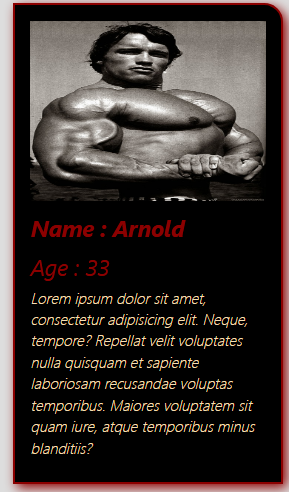 Name : Arnold
Age : 33
Lorem ipsum dolor sit amet,
consectetur adipisicing elit. Neque,
tempore? Repellat velit voluptates
nulla quisquam et sapiente
laboriosam recusandae voluptas
temporibus. Maiores voluptatem sit
quam iure, atque temporibus minus
blanditiis?